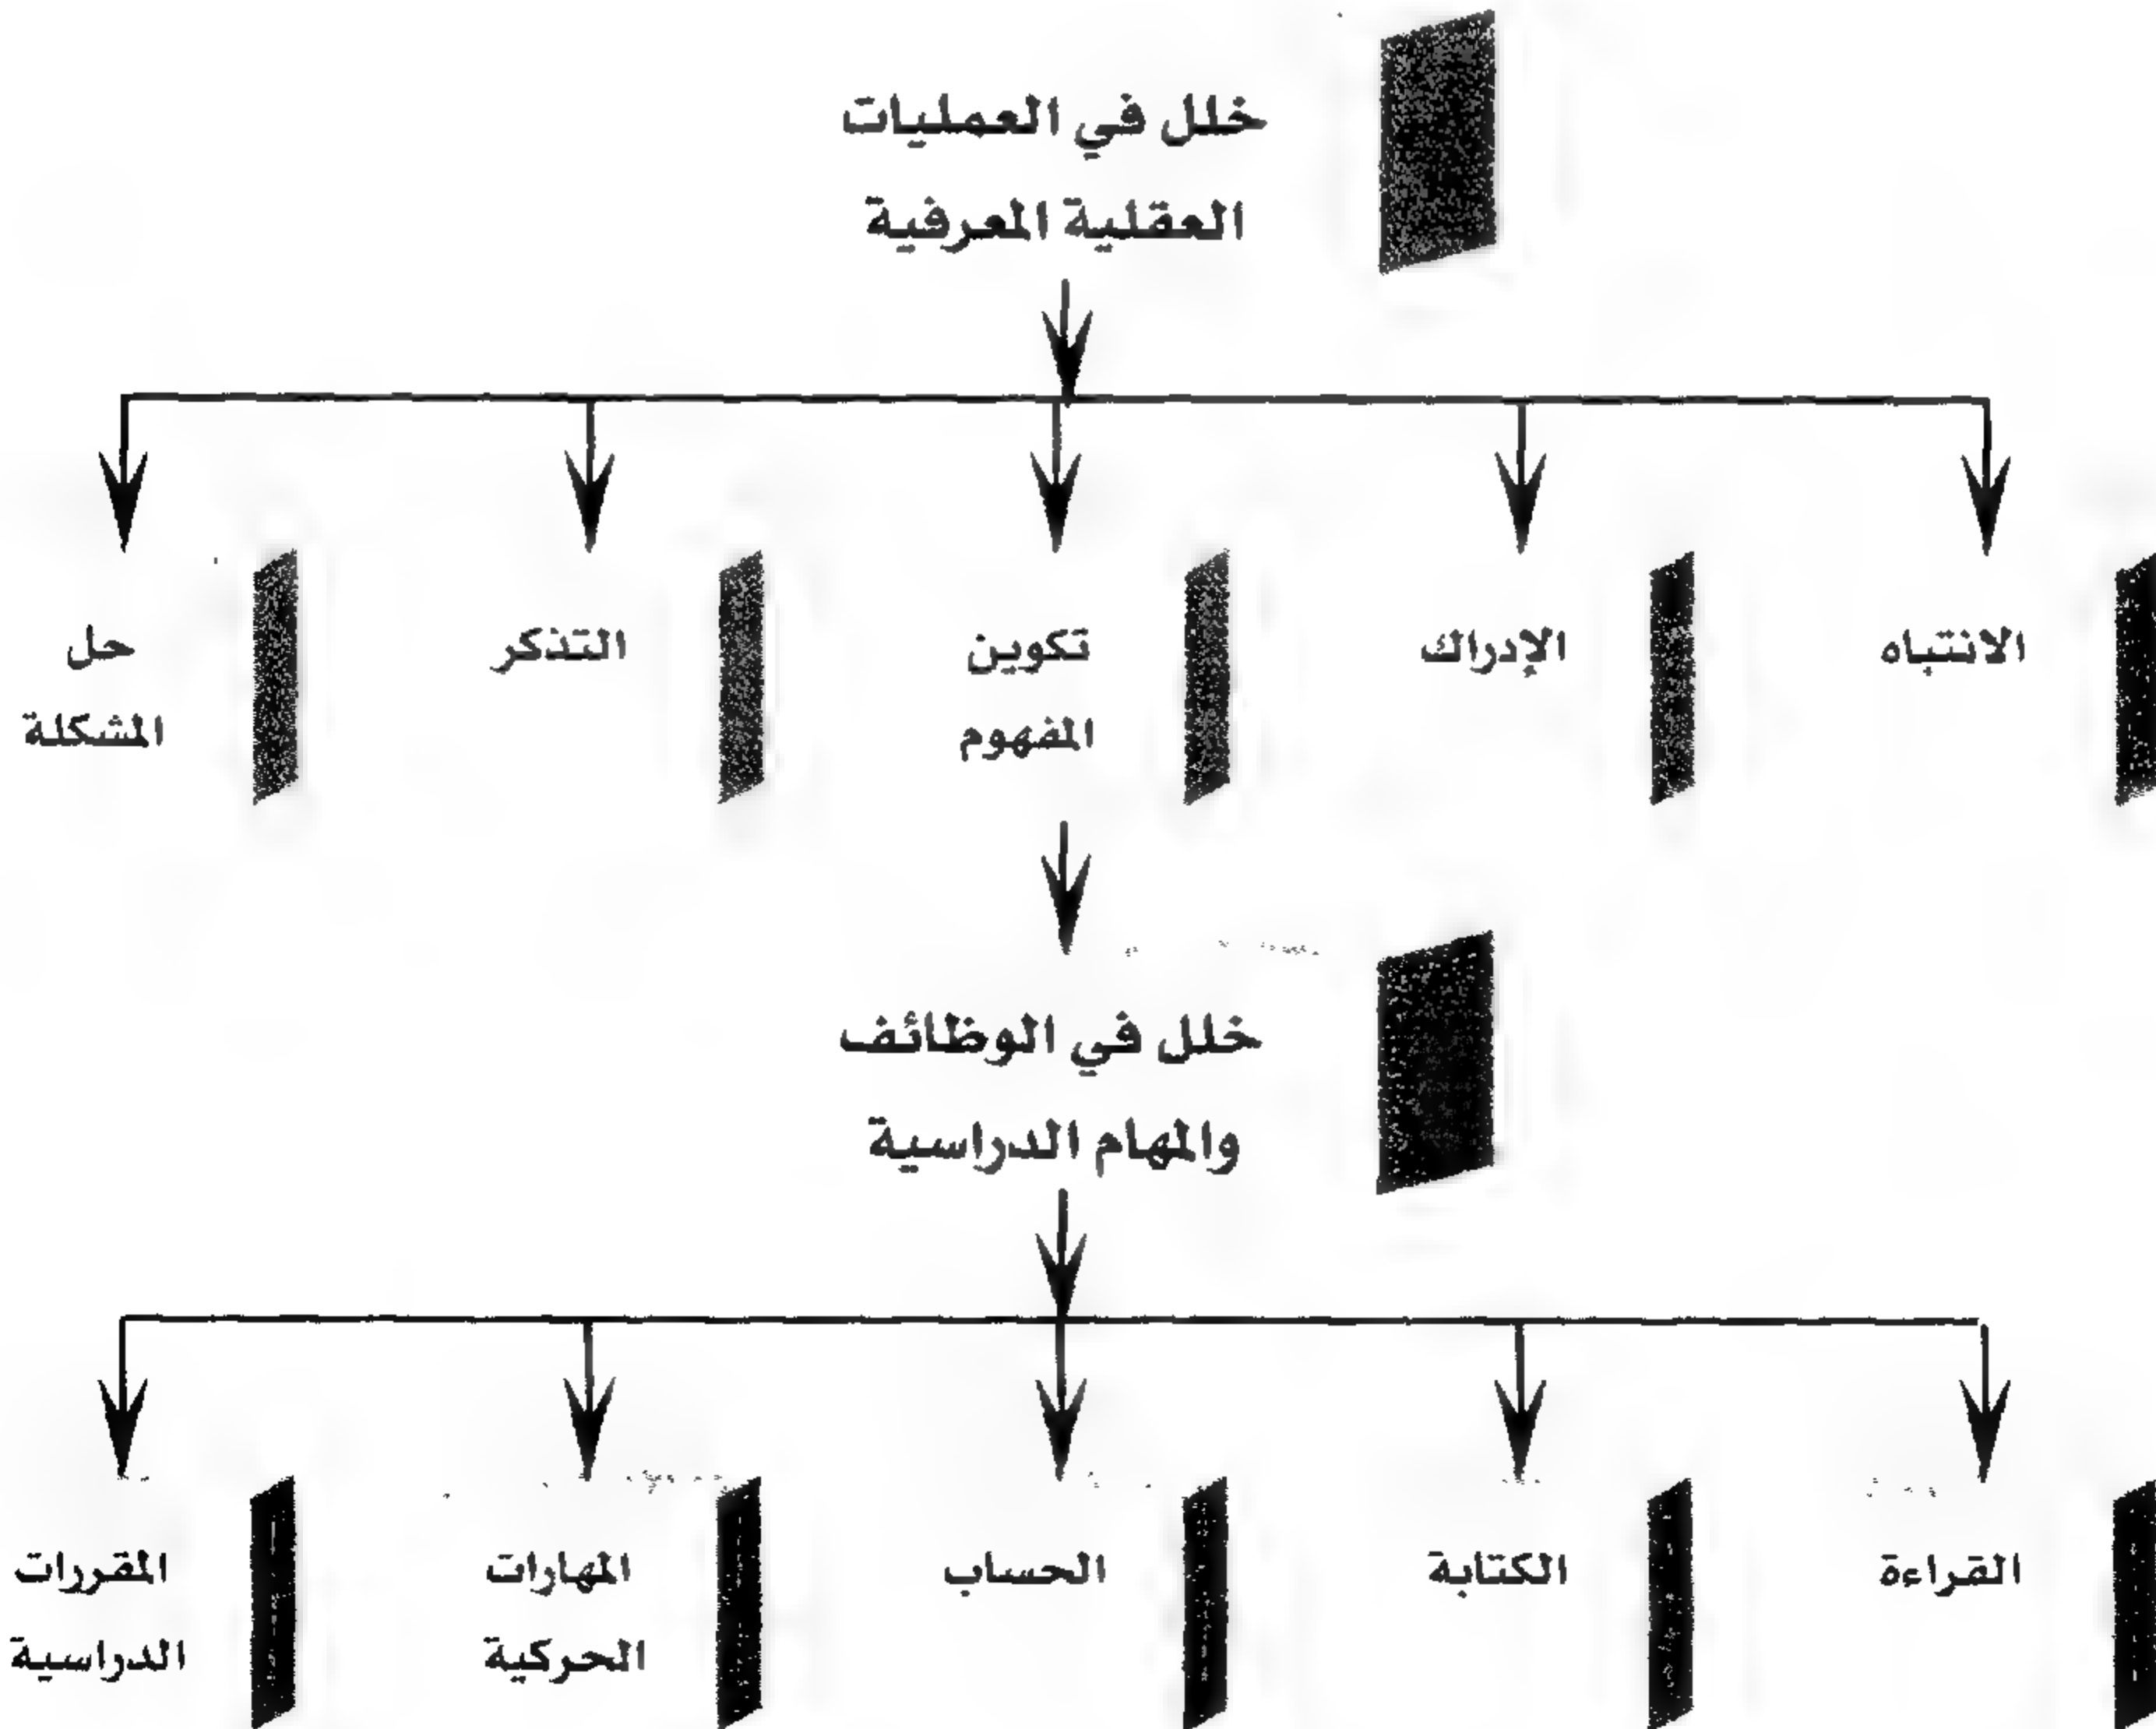 خلل في العمليات
العقلية المعرفية
الانتباه
الإدراك
تكوين
المفهوم
التذكر
حل
المشكلة
خلل في الوظائف
والمهام الدراسية
القراءة
الكتابة
الحساب
المهارات
الحركية
المقررات
الدراسية